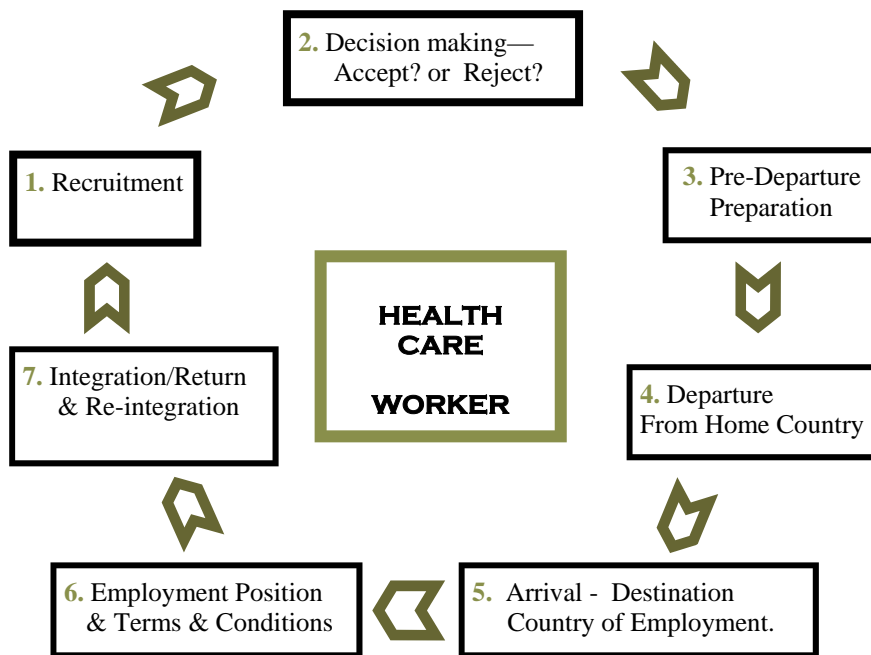 1. Recruitment
2. Decision making—
Accept? or Reject?
3. Pre-Departure
Preparation
4. Departure
From Home Country
5. Arrival - Destination
Country of Employment.
6. Employment Position
& Terms & Conditions
7. Integration/Return
& Re-integration
HEALTH
CARE
WORKER